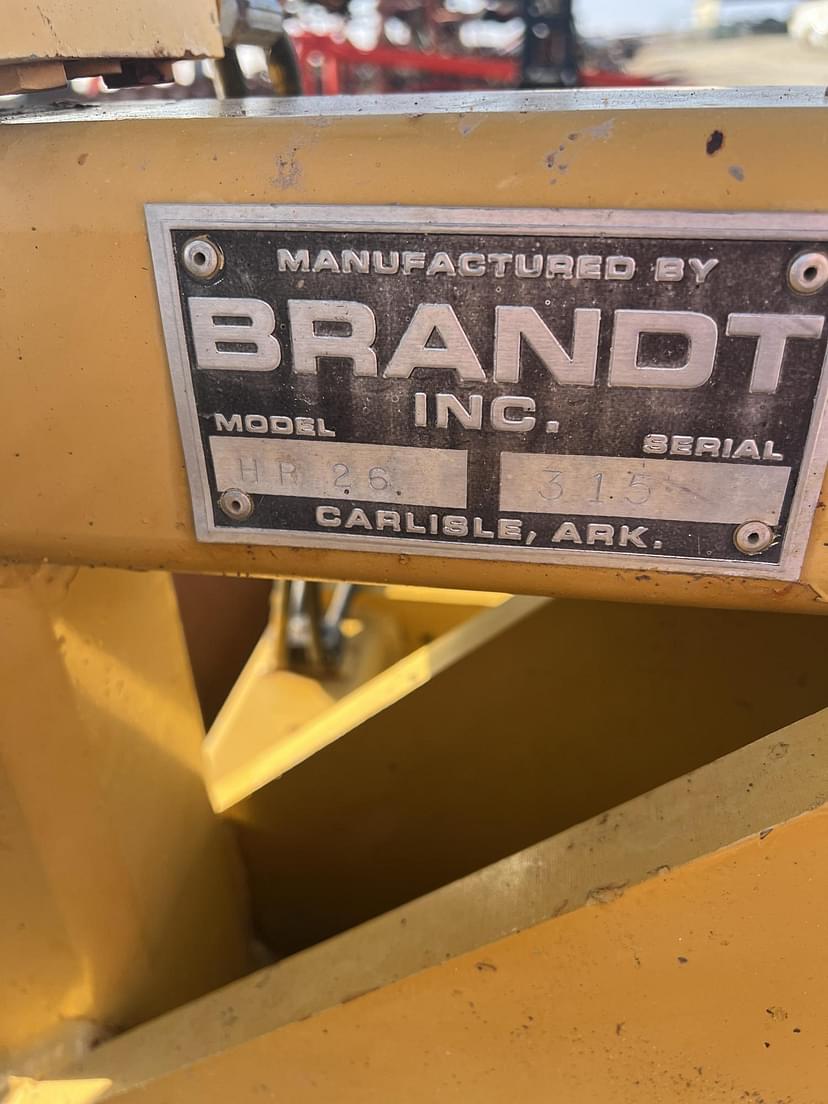 MANUFACTURED BY
BRANDT
INC.
MODEL SERIAL
HR 26 315
CARLISLE, ARK.